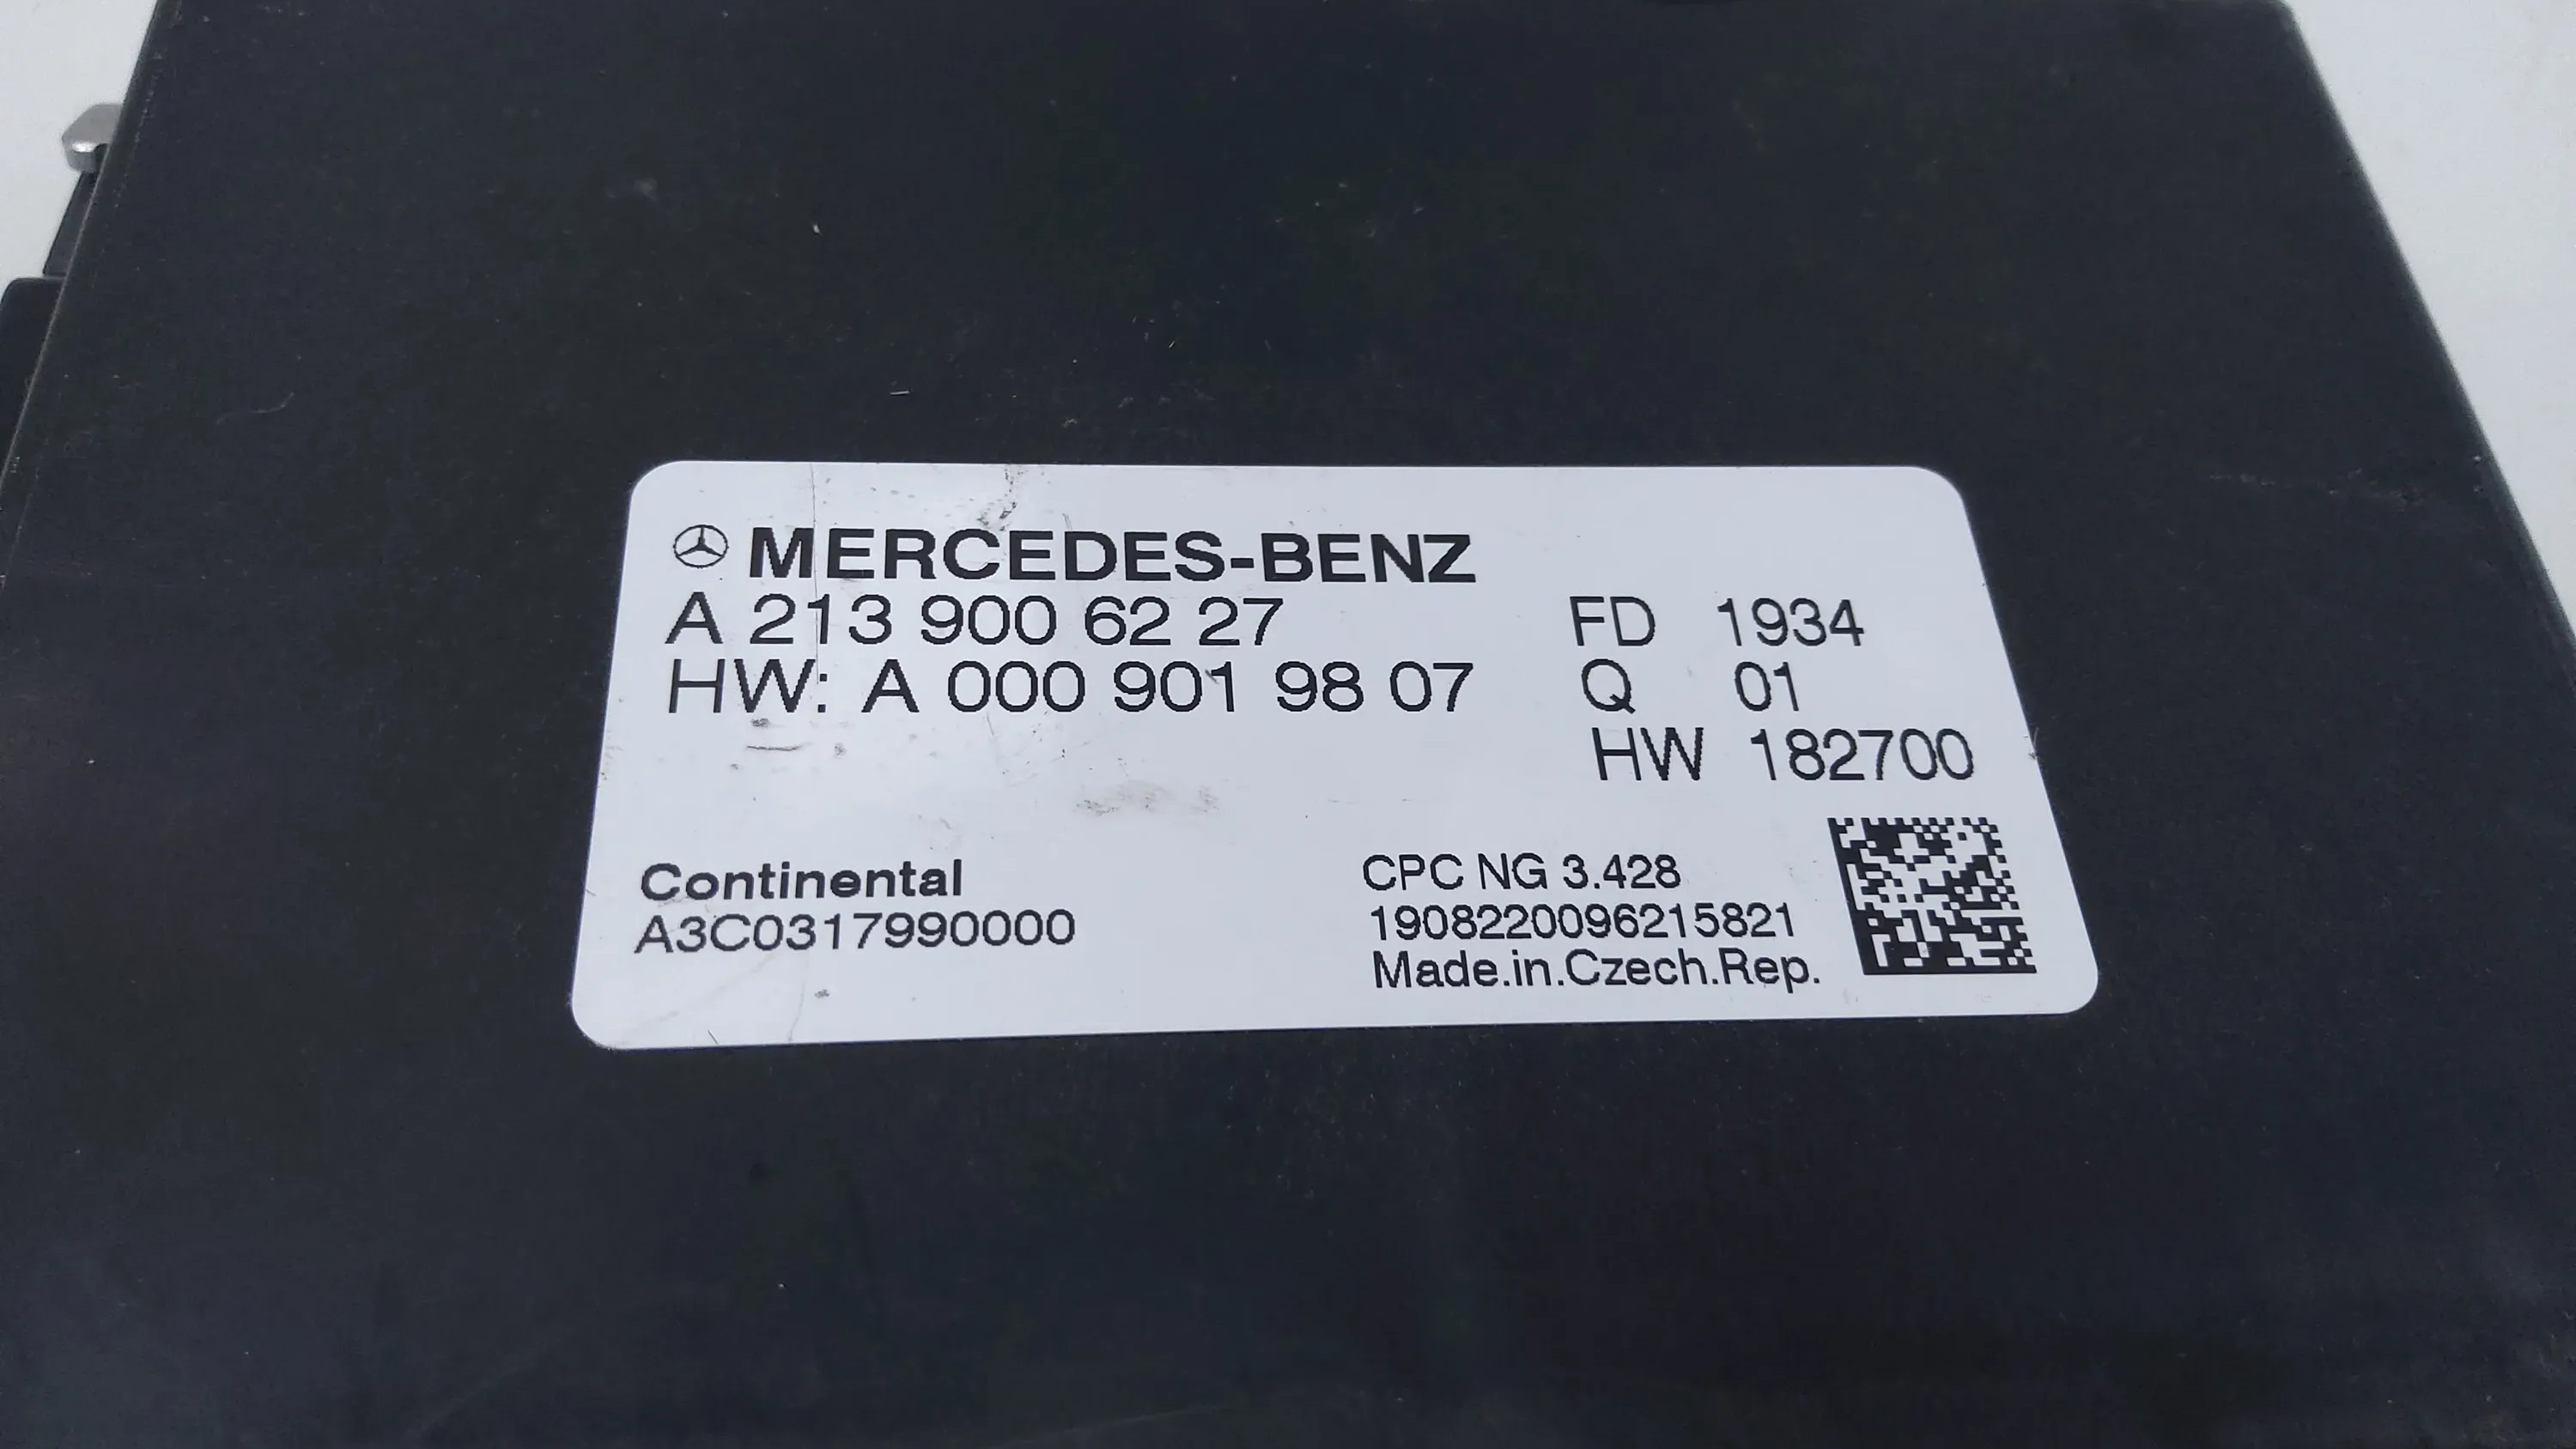 MERCEDES-BENZ
A 213 900 62 27 FD 1934
HW: A 000 901 98 07 Q 01
HW 182700
Continental CPC NG 3.428
A3C0317990000 1908220096215821
Made.in.Czech.Rep.